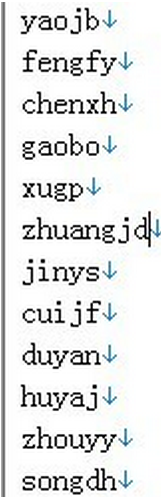 yaojb↓
fengfy↓
chenxh↓
gaobo↓
xugp↓
zhuangjd↓
jinys↓
cuijf↓
duyan↓
huyaj↓
zhouyy↓
songdh↓